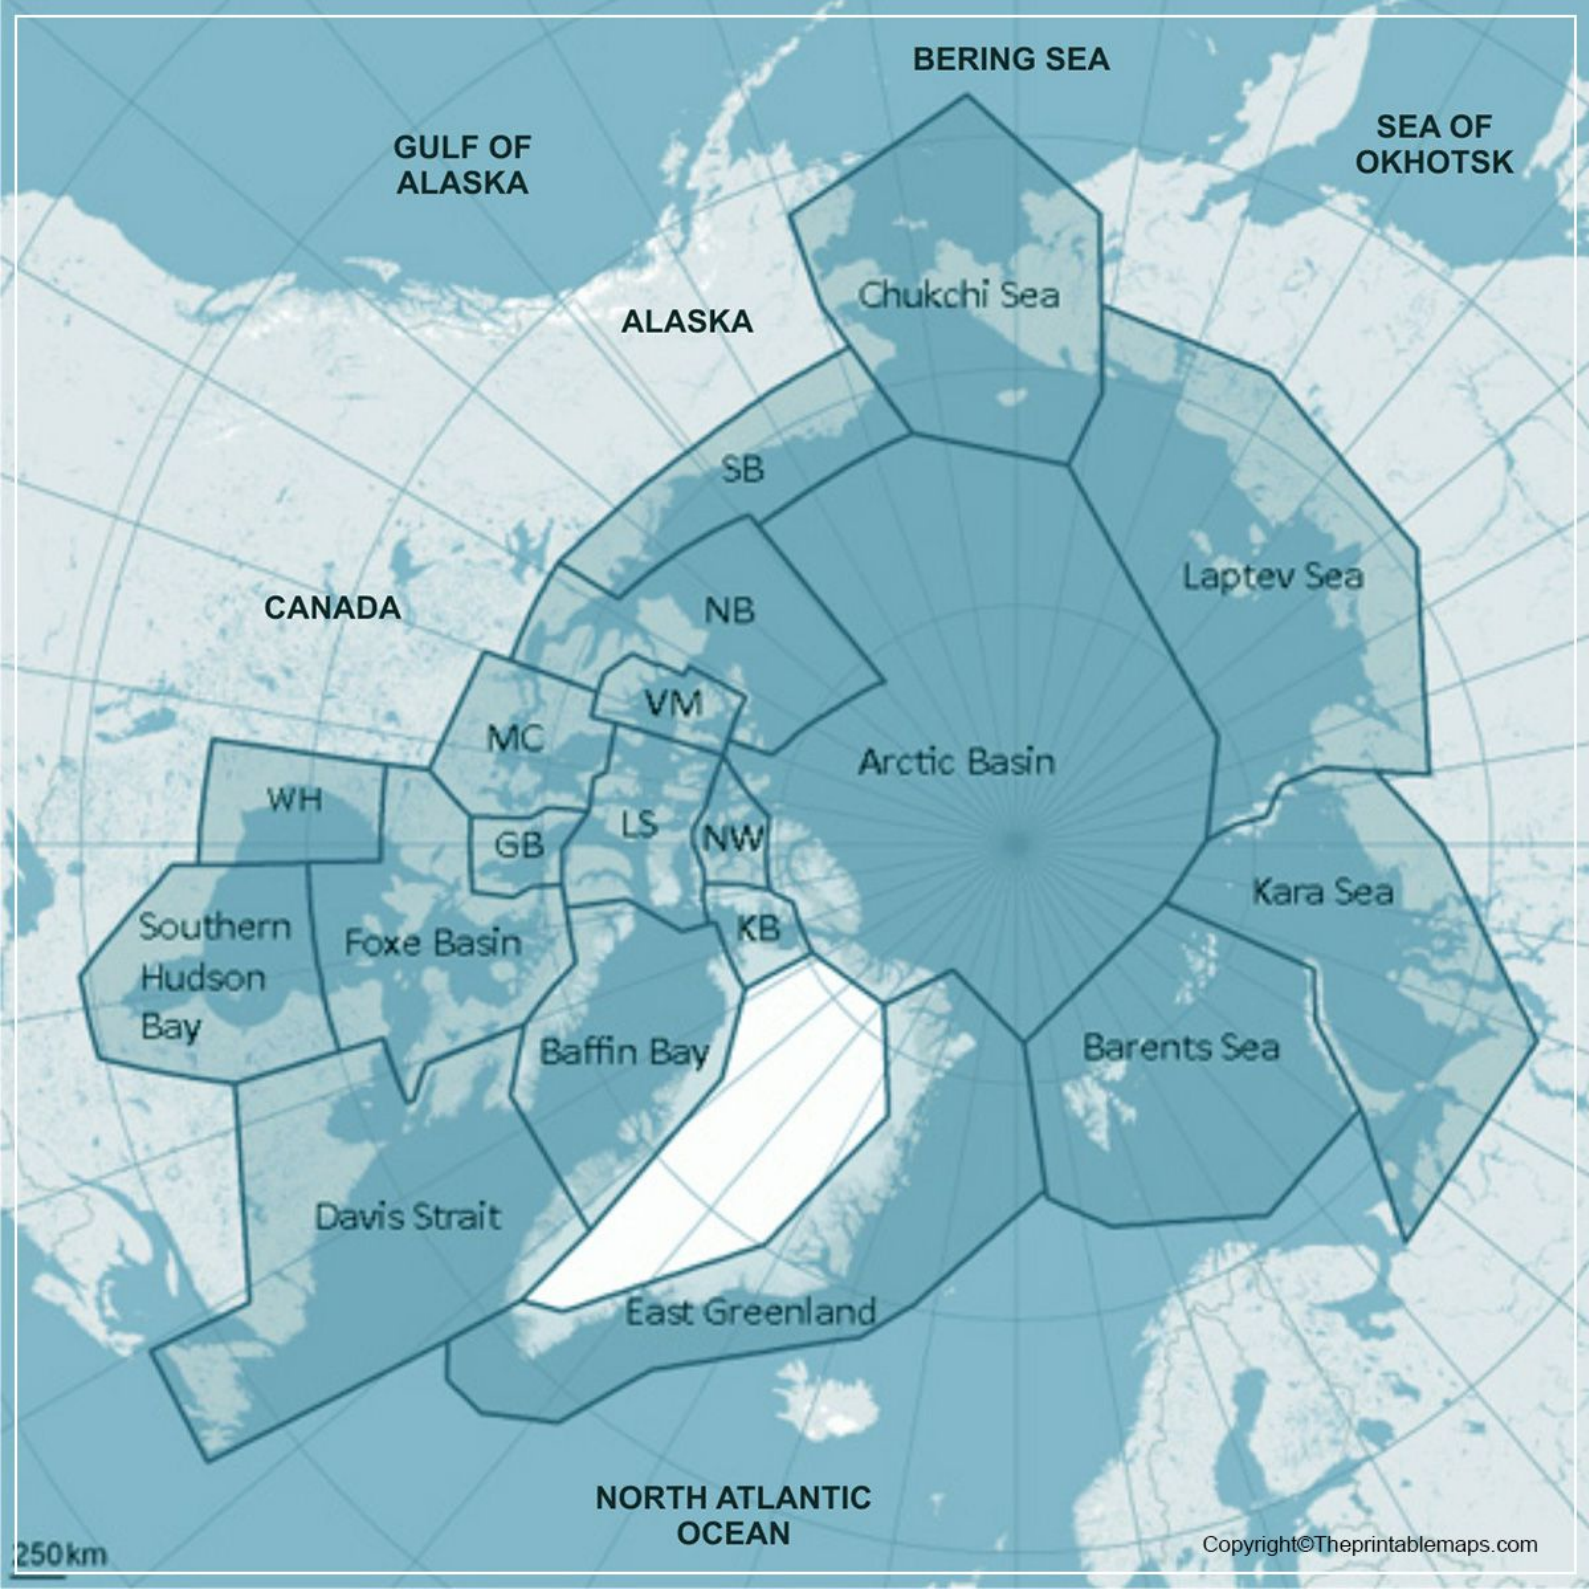 BERING SEA
SEA OF
OKHOTSK
GULF OF
ALASKA
Chukchi Sea
ALASKA
SB
Laptev Sea
CANADA
NB
VM
MC
Arctic Basin
WH
LS
NW
GB
Kara Sea
Southern
Hudson
Bay
Foxe Basin
KB
Baffin Bay
Barents Sea
Davis Strait
East Greenland
NORTH ATLANTIC
OCEAN
250km
Copyright©Theprintablemaps.com